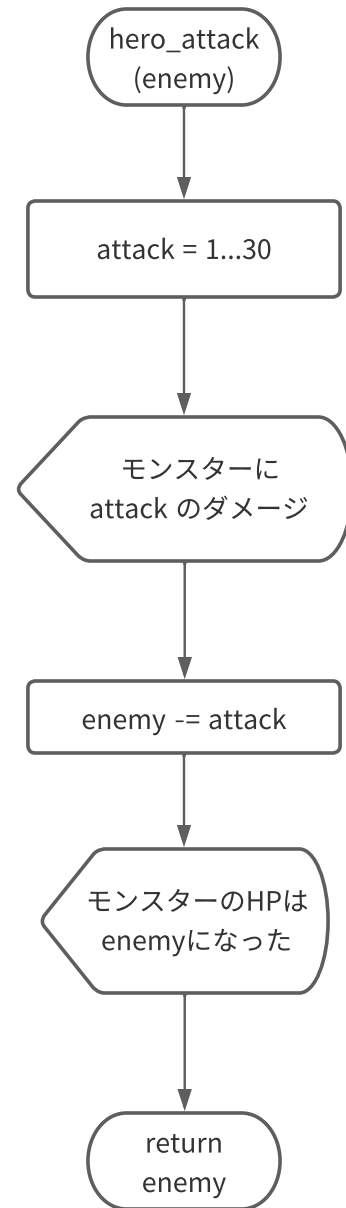 hero_attack
(enemy)
attack = 1...30
モンスターに
attack のダメージ
enemy -= attack
モンスターのHPは
enemyになった
return
enemy